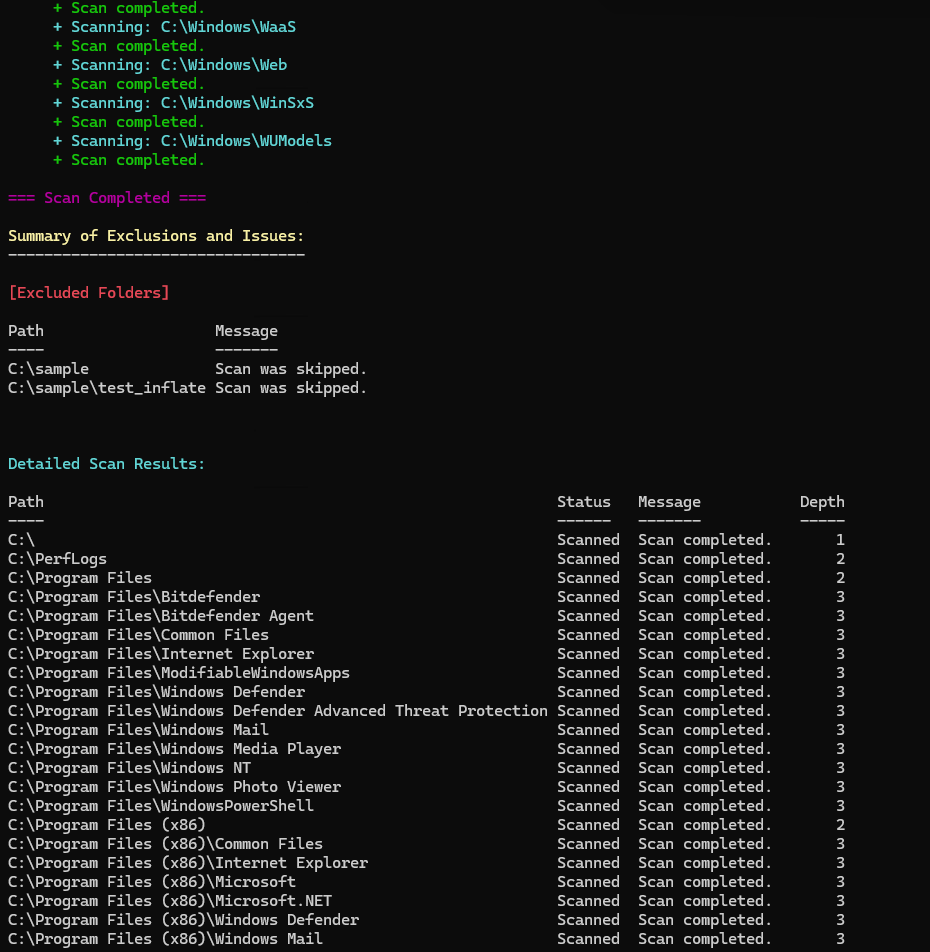 + Scan completed.
+ Scanning: C:\Windows\WaaS
+ Scan completed.
+ Scanning: C:\Windows\Web
+ Scan completed.
+ Scanning: C:\Windows\WinSxS
+ Scan completed.
+ Scanning: C:\Windows\WUModels
+ Scan completed.
=== Scan Completed ===
Summary of Exclusions and Issues:
---------------------------------
[Excluded Folders]
Path                   Message
----                   -------
C:\sample              Scan was skipped.
C:\sample\test_inflate Scan was skipped.
Detailed Scan Results:
Path                                                         Status   Message           Depth
----                                                         ------   -------           -----
C:\                                                          Scanned  Scan completed.       1
C:\PerfLogs                                                  Scanned  Scan completed.       2
C:\Program Files                                             Scanned  Scan completed.       2
C:\Program Files\Bitdefender                                 Scanned  Scan completed.       3
C:\Program Files\Bitdefender Agent                           Scanned  Scan completed.       3
C:\Program Files\Common Files                                Scanned  Scan completed.       3
C:\Program Files\Internet Explorer                           Scanned  Scan completed.       3
C:\Program Files\ModifiableWindowsApps                       Scanned  Scan completed.       3
C:\Program Files\Windows Defender                            Scanned  Scan completed.       3
C:\Program Files\Windows Defender Advanced Threat Protection Scanned  Scan completed.       3
C:\Program Files\Windows Mail                                Scanned  Scan completed.       3
C:\Program Files\Windows Media Player                        Scanned  Scan completed.       3
C:\Program Files\Windows NT                                  Scanned  Scan completed.       3
C:\Program Files\Windows Photo Viewer                        Scanned  Scan completed.       3
C:\Program Files\WindowsPowerShell                           Scanned  Scan completed.       3
C:\Program Files (x86)                                       Scanned  Scan completed.       2
C:\Program Files (x86)\Common Files                          Scanned  Scan completed.       3
C:\Program Files (x86)\Internet Explorer                     Scanned  Scan completed.       3
C:\Program Files (x86)\Microsoft                             Scanned  Scan completed.       3
C:\Program Files (x86)\Microsoft.NET                         Scanned  Scan completed.       3
C:\Program Files (x86)\Windows Defender                      Scanned  Scan completed.       3
C:\Program Files (x86)\Windows Mail                          Scanned  Scan completed.       3